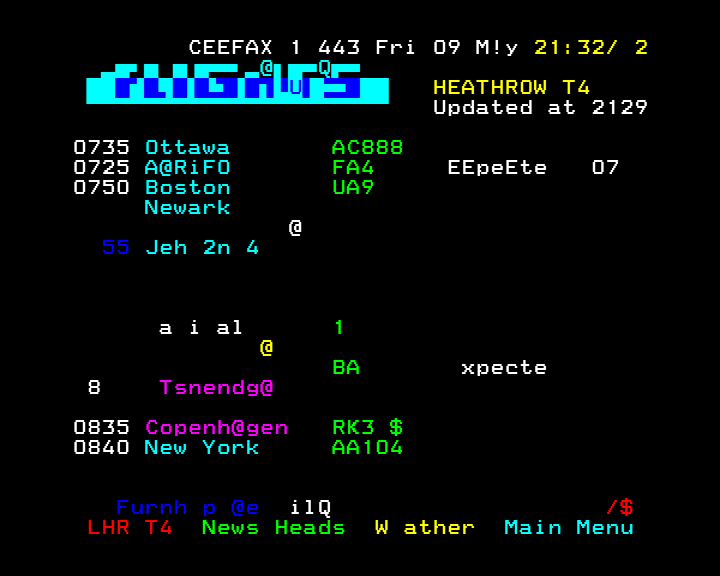 CEEFAX 1 443 Fri 09 M!y 21:32/ 2
HEATHROW T4
Updated at 2129
0735 Ottawa AC888
0725 A@RiFO FA4 EEpeEte 07
0750 Boston UA9
Newark
@
55 Jeh 2n 4
a i al 1
@
BA xpecte
8 Tsnendg@
0835 Copenh@gen RK3 $
0840 New York AA104
Furnh p @e ilQ /$
LHR T4 News Heads W ather Main Menu